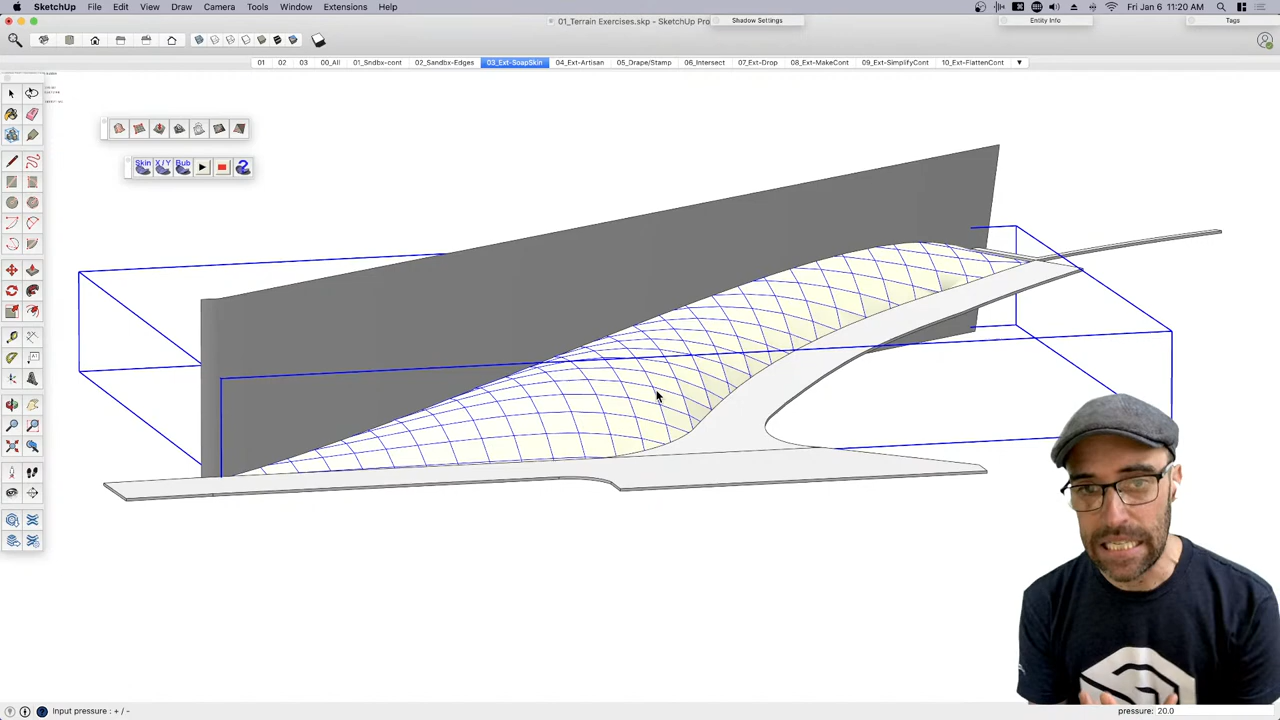 SketchUp File Edit View Draw Camera Tools Window Extensions Help
Fri Jan 6 11:20 AM
01_Terrain Exercises.skp - SketchUp Pro
Shadow Settings
Entity Info
Tags
01 02 03 00_All 01_Sndbx-cont 02_Sandbx-Edges 03_Ext-SoapSkin 04_Ext-Artisan 05_Drape/Stamp 06_Intersect 07_Ext-Drop 08_Ext-MakeCont 09_Ext-SimplifyCont 10_Ext-FlattenCont
Skin X/Y Bub
Input pressure : + / -
pressure: 20.0